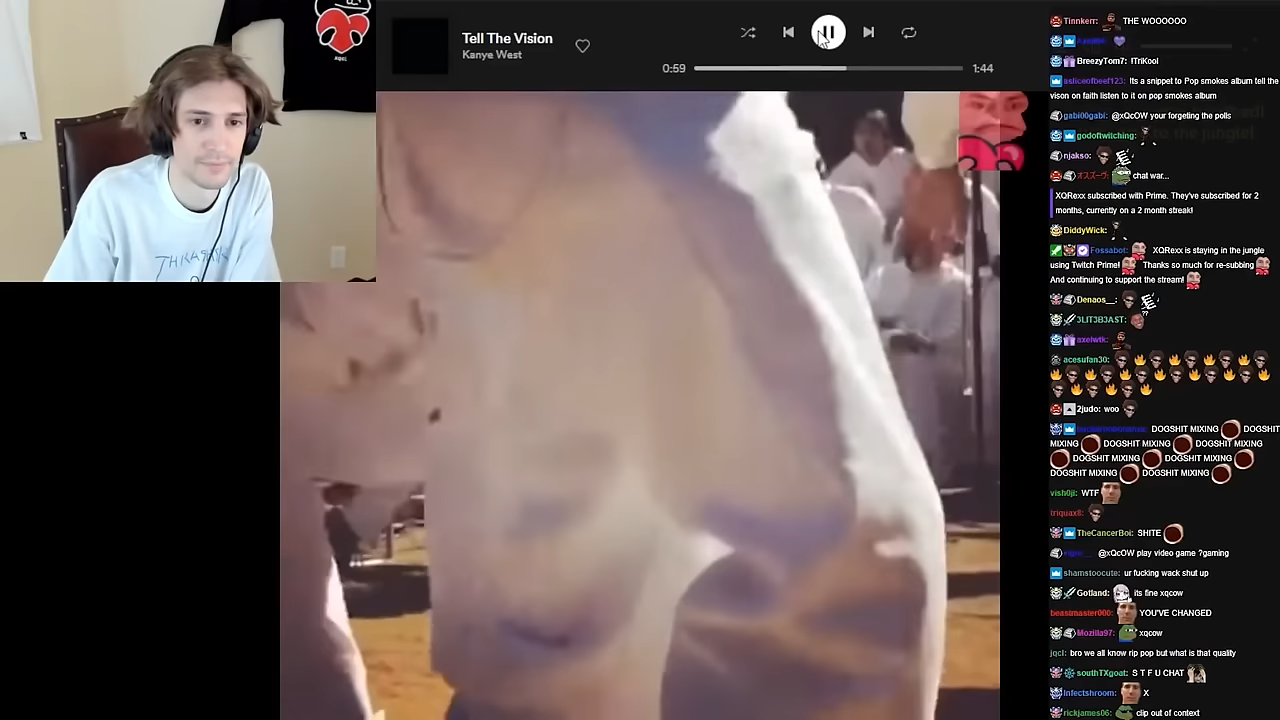 Tell The Vision
Kanye West
0:59
1:44
Tinnkerr: THE WOOOOOO
BreezyTom7: !TriKool
asliceofbeef123: !ts a snippet to Pop smokes album tell the
vison on faith listen to it on pop smokes album
gabi00gabi: @xQcOW your forgeting the polls
godoftwitching:
njakso:
chat war...
XQRexx subscribed with Prime. They've subscribed for 2
months, currently on a 2 month streak!
DiddyWick:
Fossabot: XQRexx is staying in the jungle
using Twitch Prime! Thanks so much for re-subbing
And continuing to support the stream!
Denaos__:
3LIT3B3AST:
axelwtk:
acesufan30:
2judo: woo
DOGSHIT MIXING DOGSHIT
MIXING DOGSHIT MIXING DOGSHIT MIXING
DOGSHIT MIXING DOGSHIT MIXING
DOGSHIT MIXING DOGSHIT MIXING
vish0ji: WTF
triquax8:
TheCancerBoi: SHITE
@xQcOW play video game ?gaming
shamstoocute: ur fucking wack shut up
Gotland: its fine xqcow
beastmaster000: YOU'VE CHANGED
Mozilla97: xqcow
jqcl: bro we all know rip pop but what is that quality
southTXgoat: S T F U CHAT
Infectshroom: X
rickjames06: clip out of context